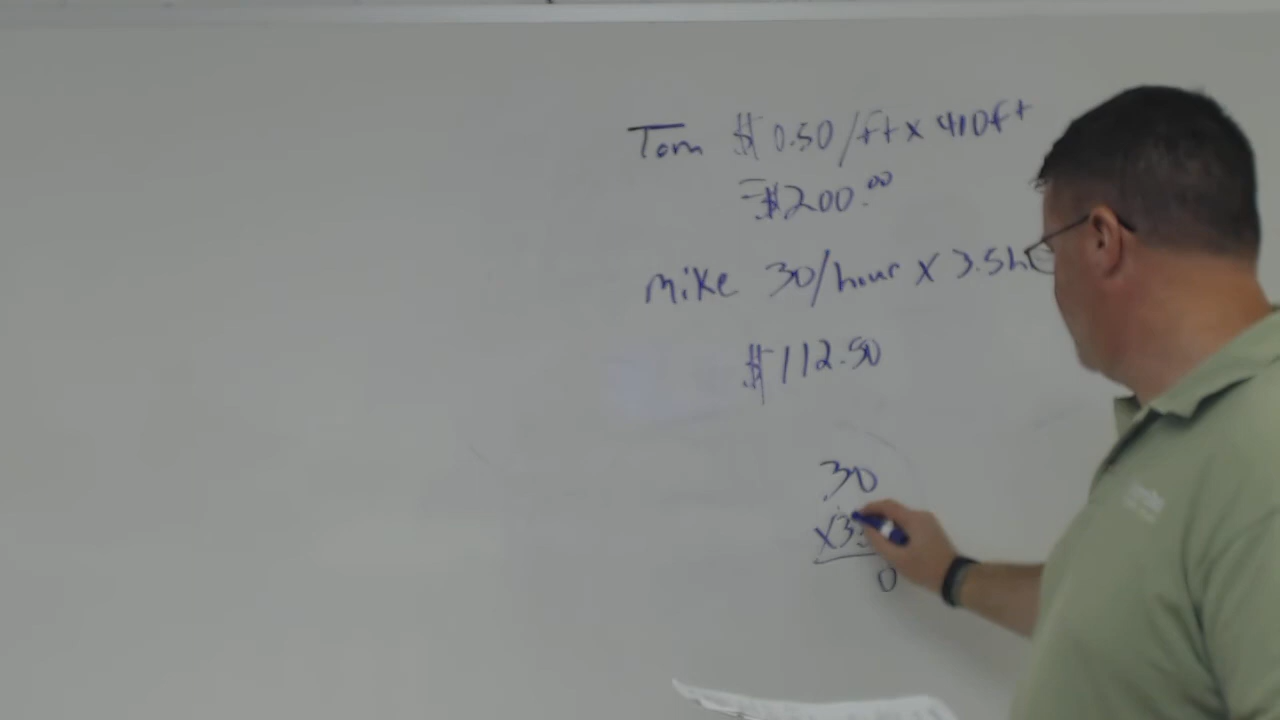 Tom $0.50/ft x 410ft
=$200.00
Mike 30/hour x 3.5h
$112.50
30
x3
0